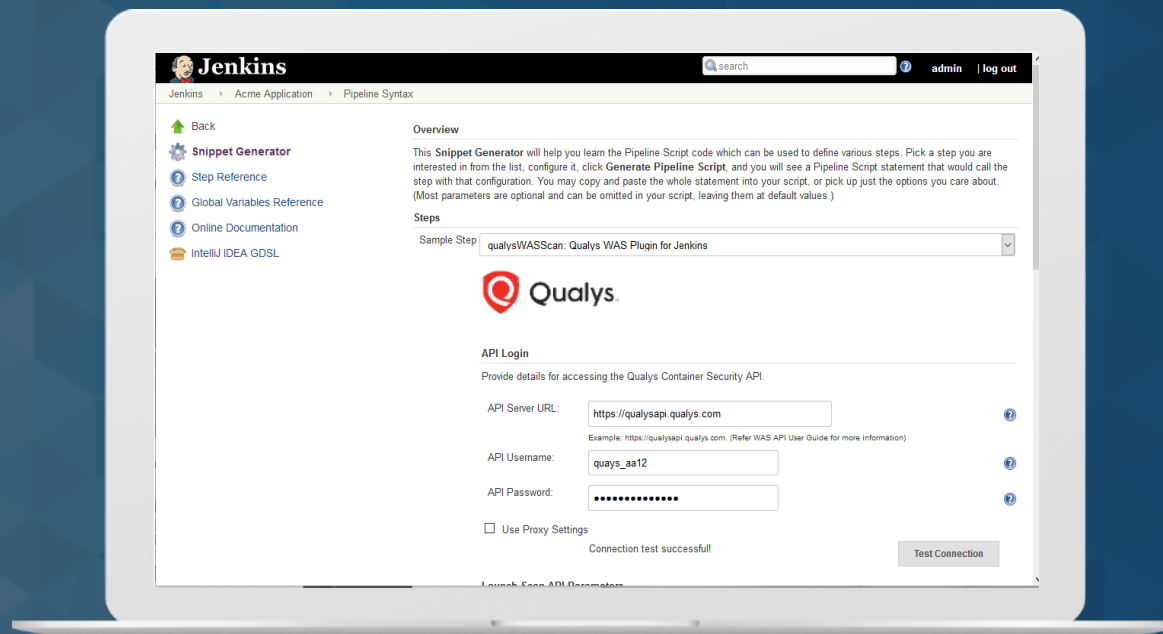 Jenkins
search
admin | log out
Jenkins Acme Application Pipeline Syntax
Back
Snippet Generator
Step Reference
Global Variables Reference
Online Documentation
IntelliJ IDEA GDSL
Overview
This Snippet Generator will help you learn the Pipeline Script code which can be used to define various steps. Pick a step you are
interested in from the list, configure it, click Generate Pipeline Script, and you will see a Pipeline Script statement that would call the
step with that configuration. You may copy and paste the whole statement into your script, or pick up just the options you care about.
(Most parameters are optional and can be omitted in your script, leaving them at default values.)
Steps
Sample Step qualysWASScan: Qualys WAS Plugin for Jenkins
Qualys.
API Login
Provide details for accessing the Qualys Container Security API.
API Server URL: https://qualysapi.qualys.com
Example: https://qualysapi.qualys.com. (Refer WAS API User Guide for more information)
API Username: quays_aa12
API Password: ••••••••••••••
Use Proxy Settings
Connection test successful!
Test Connection
Launch Scan API Parameters